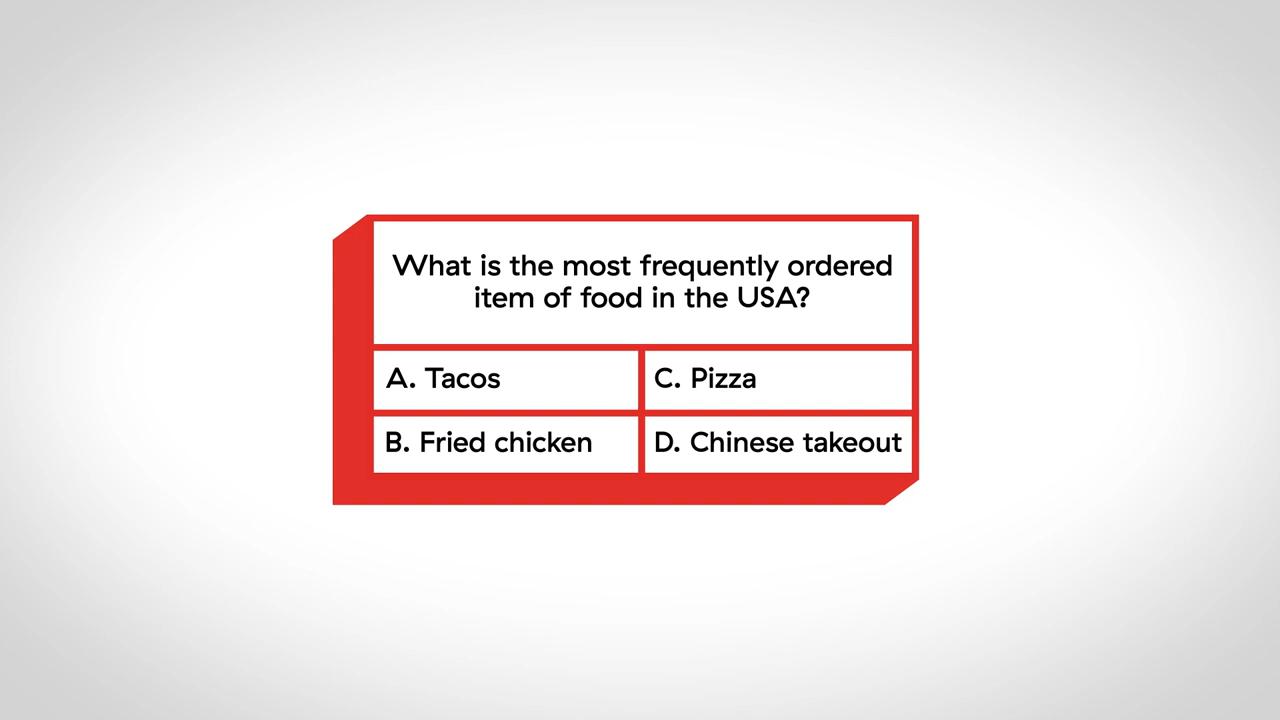 What is the most frequently ordered
item of food in the USA?
A. Tacos
C. Pizza
B. Fried chicken
D. Chinese takeout